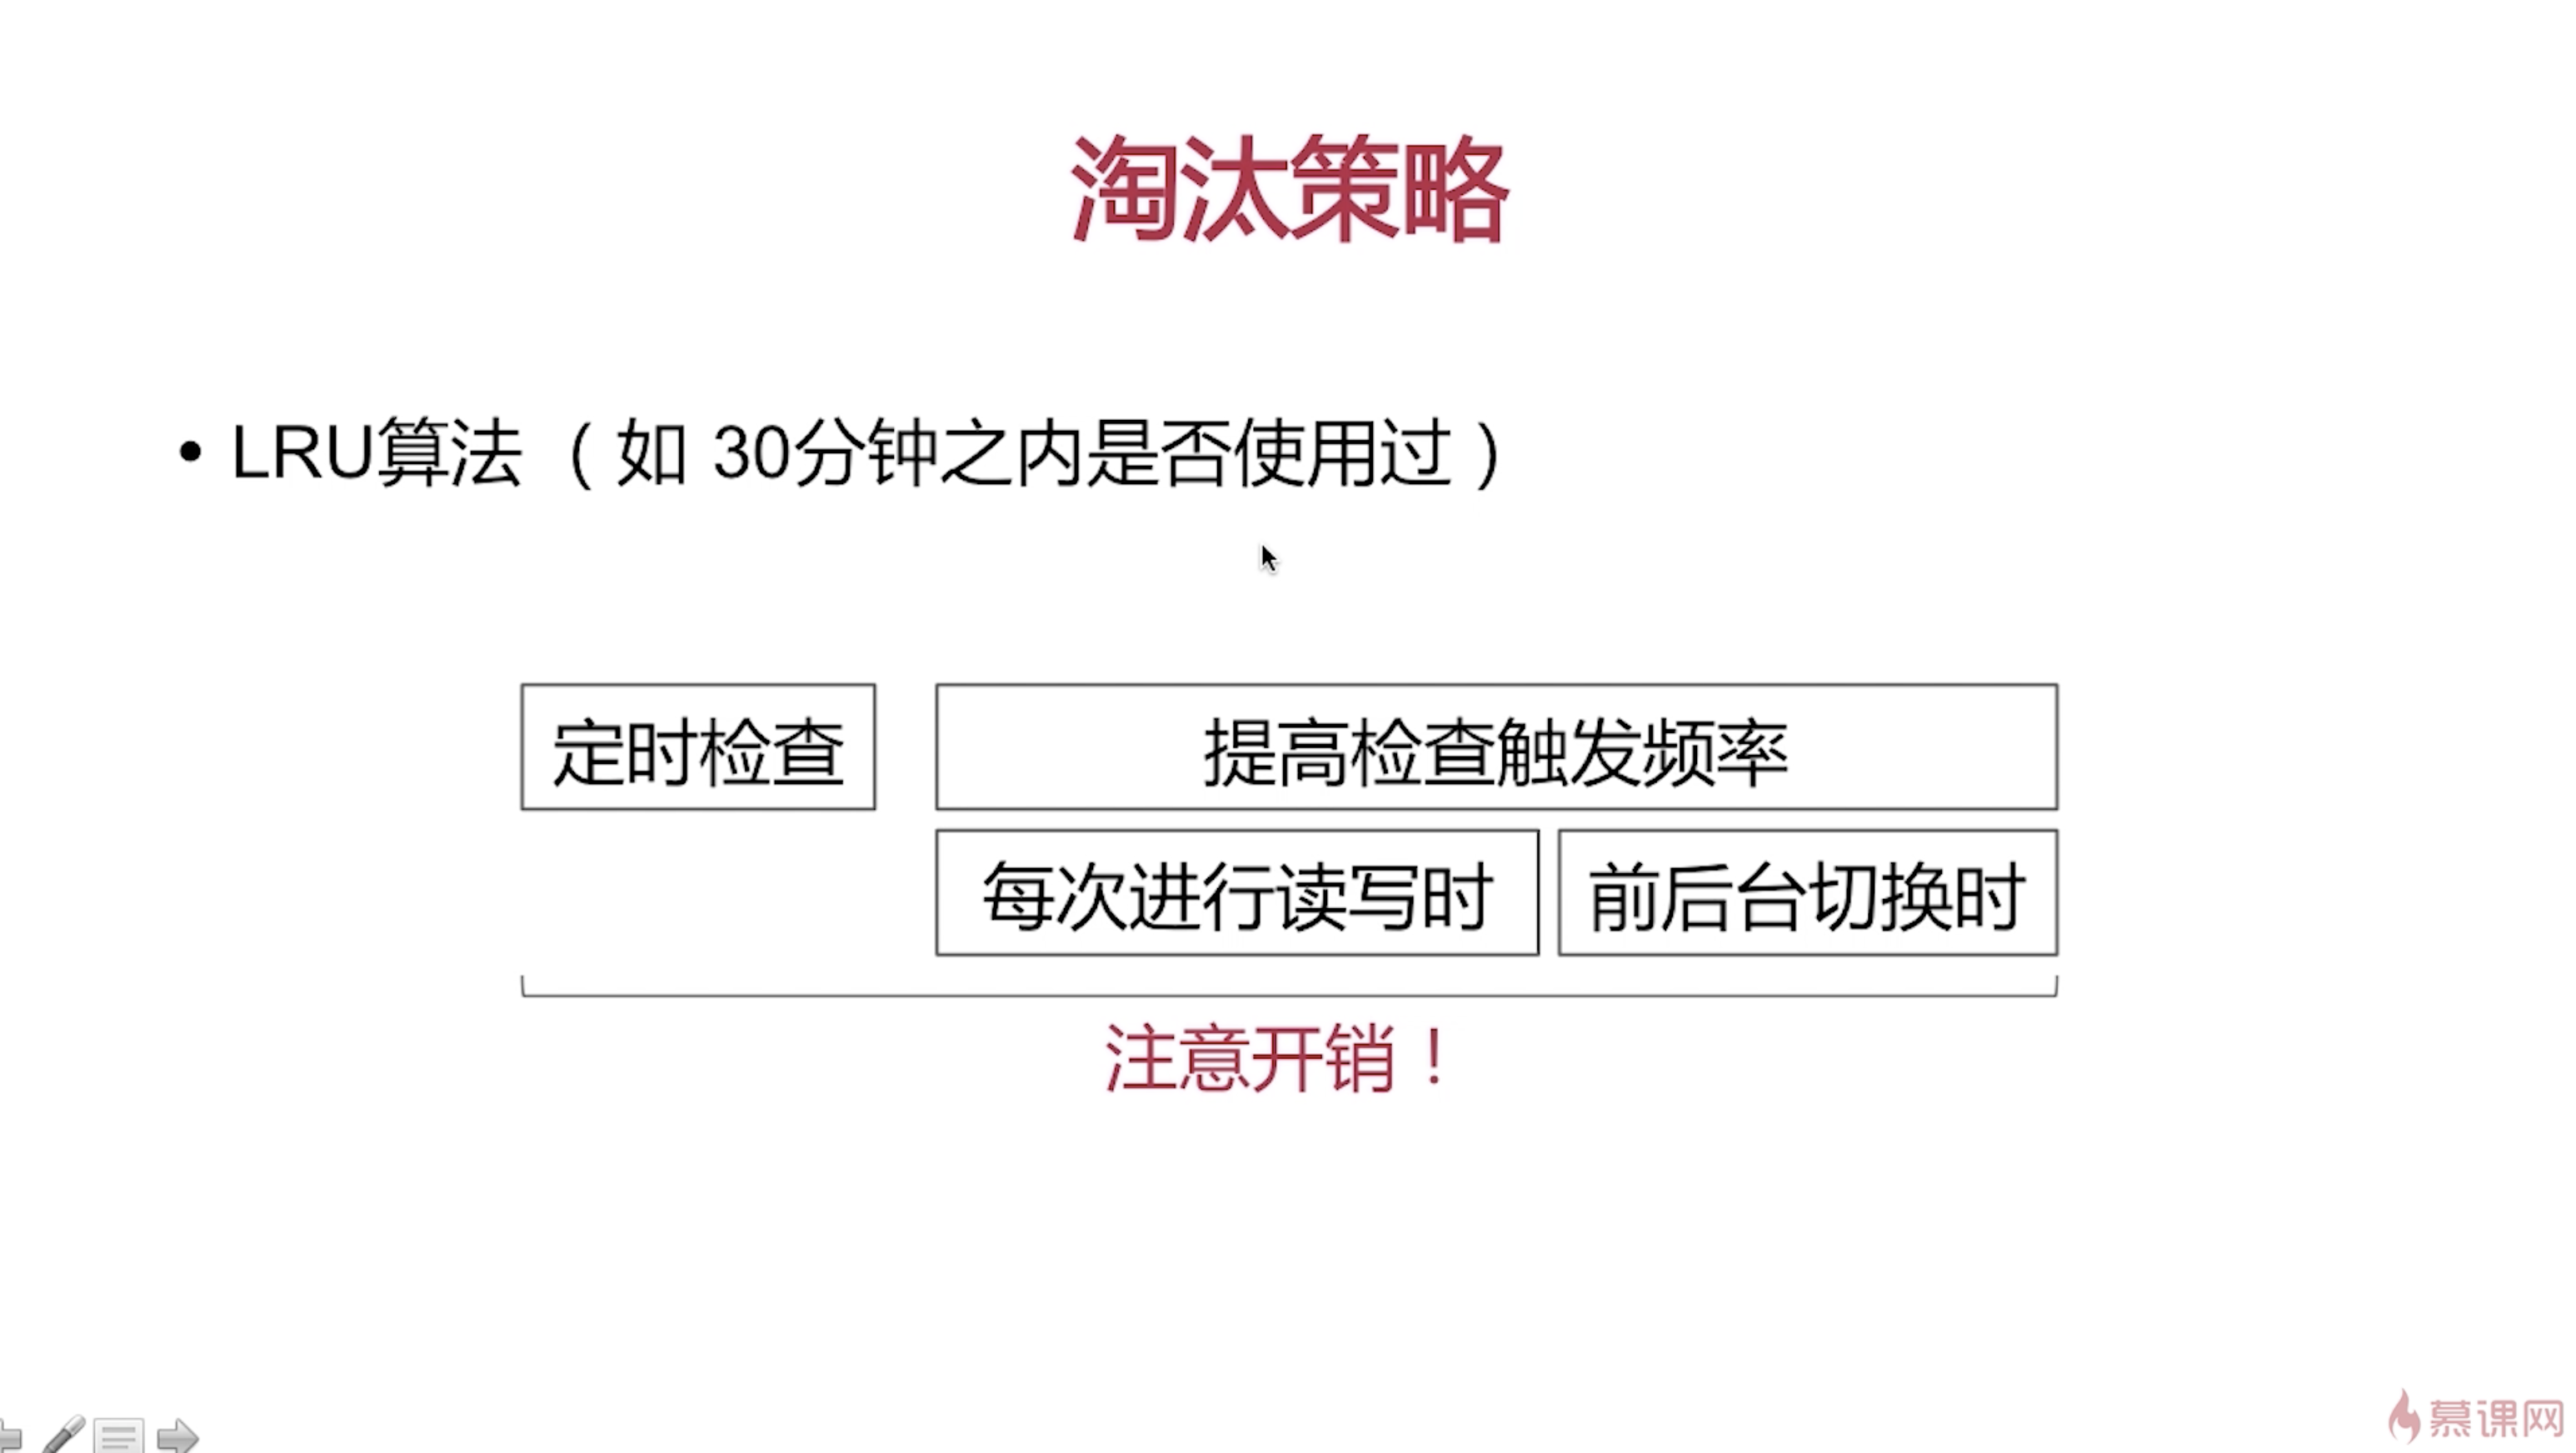 淘汰策略
• LRU算法（如 30分钟之内是否使用过）
定时检查
提高检查触发频率
每次进行读写时
前后台切换时
注意开销！
慕课网